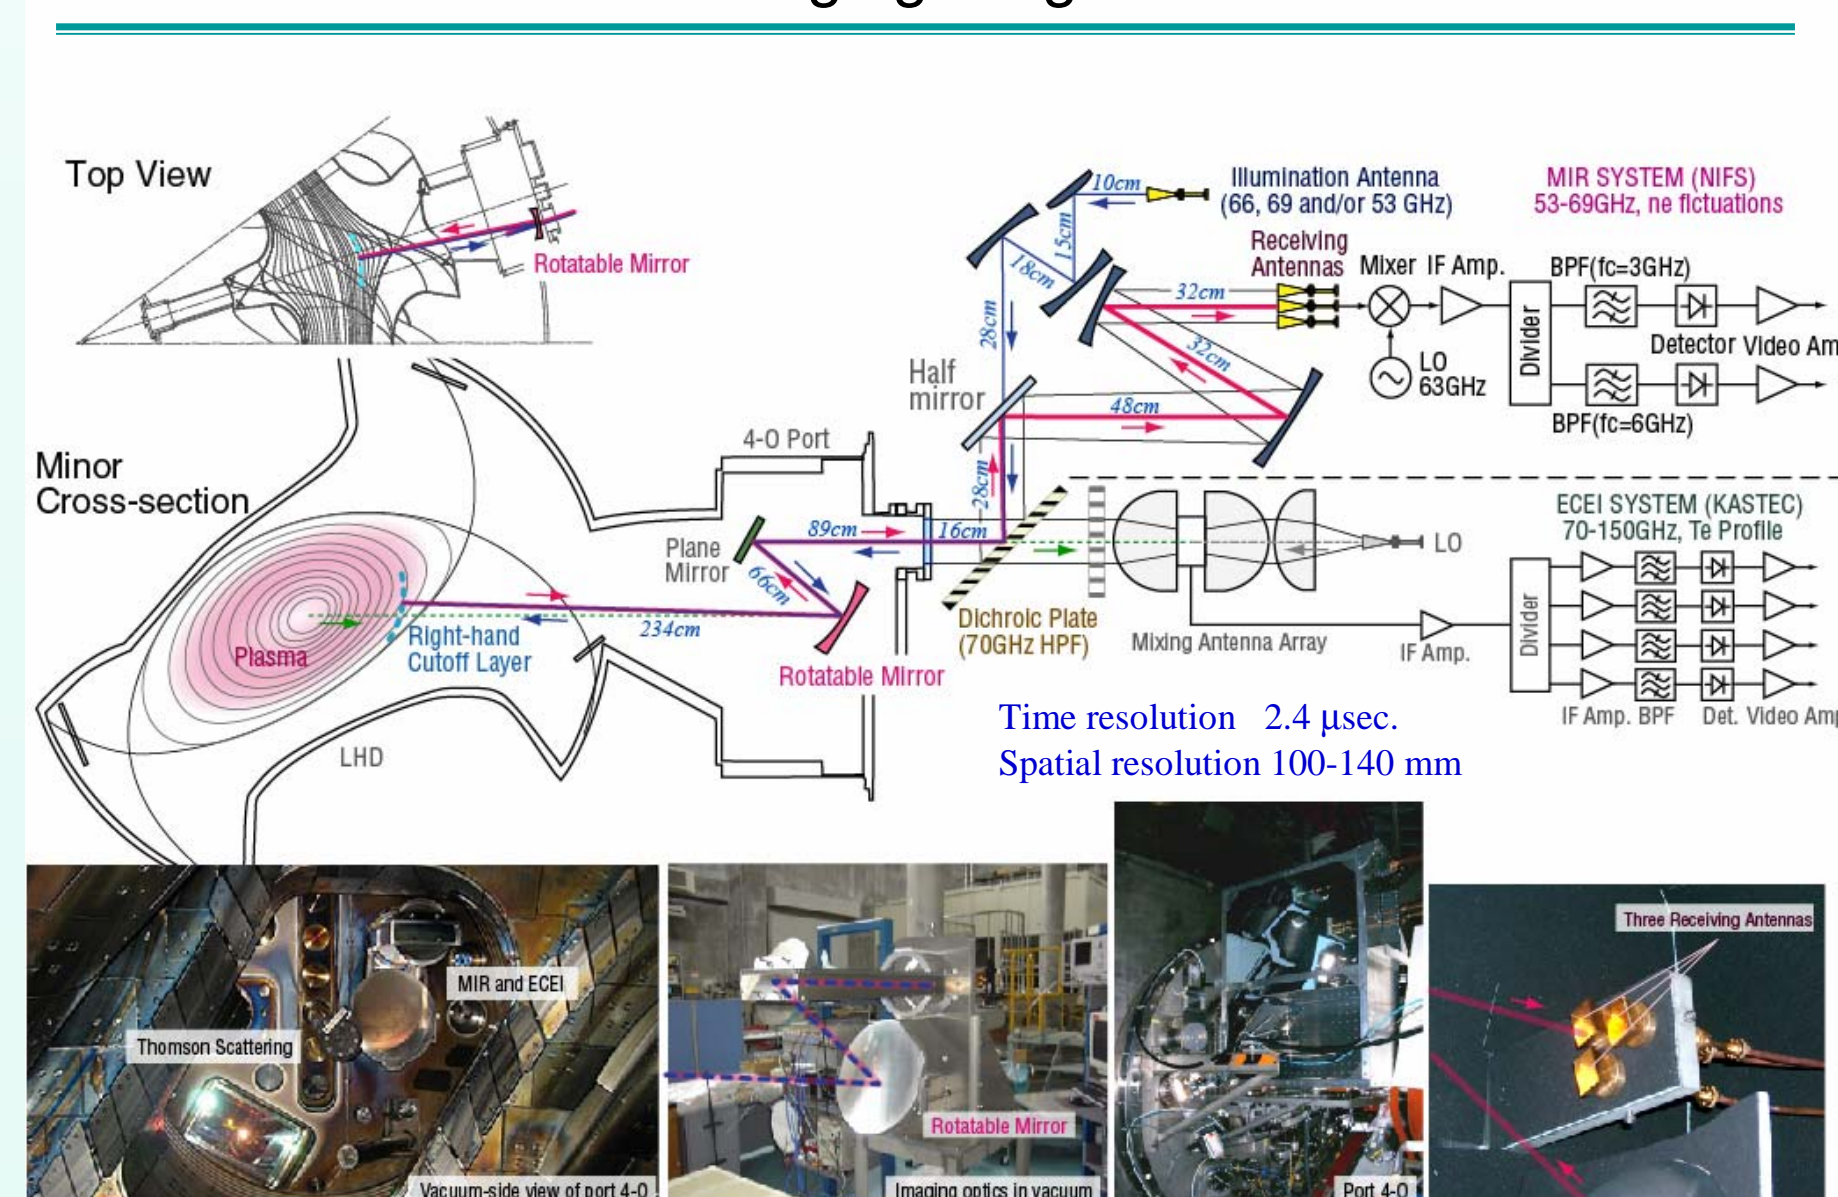 Top View
Rotatable Mirror
10cm
15cm
18cm
28cm
Illumination Antenna
(66, 69 and/or 53 GHz)
MIR SYSTEM (NIFS)
53-69GHz, ne flctuations
Receiving
Antennas
Mixer
IF Amp.
BPF(fc=3GHz)
32cm
32cm
LO
63GHz
Divider
Detector
Video Am
BPF(fc=6GHz)
Half
mirror
48cm
28cm
Minor
Cross-section
4-O Port
Plane
Mirror
89cm
16cm
66cm
234cm
Plasma
Right-hand
Cutoff Layer
Rotatable Mirror
LHD
Dichroic Plate
(70GHz HPF)
Mixing Antenna Array
LO
IF Amp.
ECEI SYSTEM (KASTEC)
70-150GHz, Te Profile
Divider
IF Amp.
BPF
Det.
Video Amp
Time resolution 2.4 μsec.
Spatial resolution 100-140 mm
MIR and ECEI
Thomson Scattering
Vacuum-side view of port 4-O
Rotatable Mirror
Imaging optics in vacuum
Port 4-O
Three Receiving Antennas